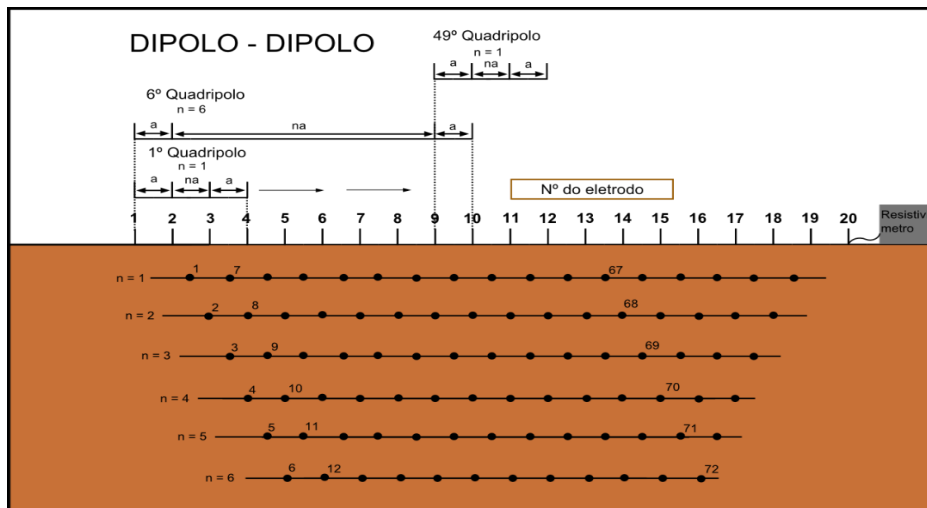 DIPOLO - DIPOLO
49º Quadripolo
n = 1
a na a
6º Quadripolo
n = 6
a na a
1º Quadripolo
n = 1
a na a
Nº do eletrodo
1 2 3 4 5 6 7 8 9 10 11 12 13 14 15 16 17 18 19 20
Resistiv
metro
n = 1 1 7 67
n = 2 2 8 68
n = 3 3 9 69
n = 4 4 10 70
n = 5 5 11 71
n = 6 6 12 72